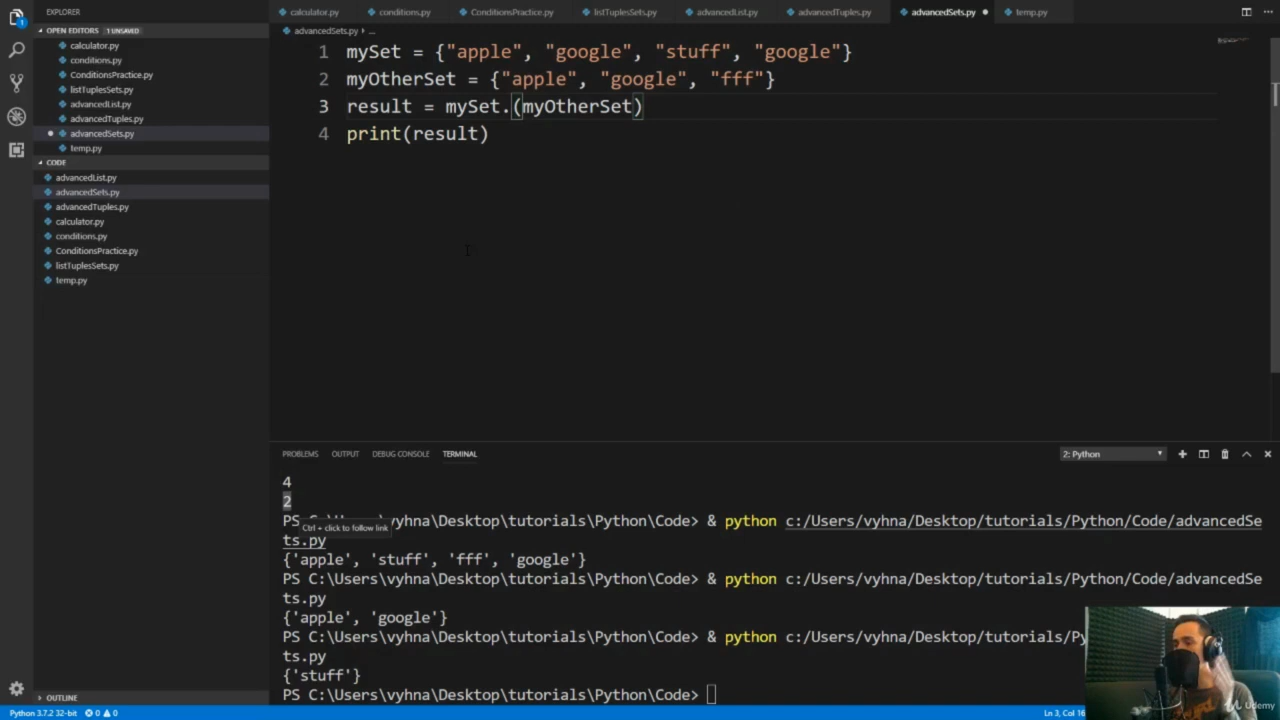 EXPLORER
OPEN EDITORS 1 UNSAVED
calculator.py
conditions.py
ConditionsPractice.py
listTuplesSets.py
advancedList.py
advancedTuples.py
advancedSets.py
temp.py
CODE
advancedList.py
advancedSets.py
advancedTuples.py
calculator.py
conditions.py
ConditionsPractice.py
listTuplesSets.py
temp.py
OUTLINE
calculator.py conditions.py ConditionsPractice.py listTuplesSets.py advancedList.py advancedTuples.py advancedSets.py temp.py
advancedSets.py ...
1 mySet = {"apple", "google", "stuff", "google"}
2 myOtherSet = {"apple", "google", "fff"}
3 result = mySet.(myOtherSet)
4 print(result)
PROBLEMS OUTPUT DEBUG CONSOLE TERMINAL 2: Python
4
2
PS C:\Users\vyhna\Desktop\tutorials\Python\Code> & python c:/Users/vyhna/Desktop/tutorials/Python/Code/advancedSe
Ctrl + click to follow link
ts.py
{'apple', 'stuff', 'fff', 'google'}
PS C:\Users\vyhna\Desktop\tutorials\Python\Code> & python c:/Users/vyhna/Desktop/tutorials/Python/Code/advancedSe
ts.py
{'apple', 'google'}
PS C:\Users\vyhna\Desktop\tutorials\Python\Code> & python c:/Users/vyhna/Desktop/tutorials/Py
ts.py
{'stuff'}
PS C:\Users\vyhna\Desktop\tutorials\Python\Code>
Python 3.7.2 32-bit 0 0 Ln 3, Col 16
Udemy